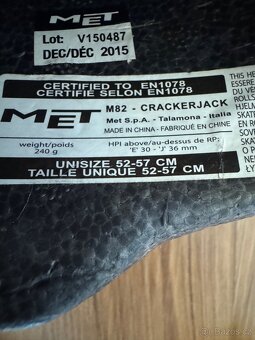 MET
Lot: V150487
DEC/DÉC 2015
CERTIFIED TO EN1078
CERTIFIE SELON EN1078
MET
M82 - CRACKERJACK
Met S.p.A. - Talamona - Italia
MADE IN CHINA - FABRIQUÉ EN CHINE
weight/poids
240 g
HPI above/au-dessus de RP:
'E' 30 - 'J' 36 mm
UNISIZE 52-57 CM
TAILLE UNIQUE 52-57 CM
THIS HE